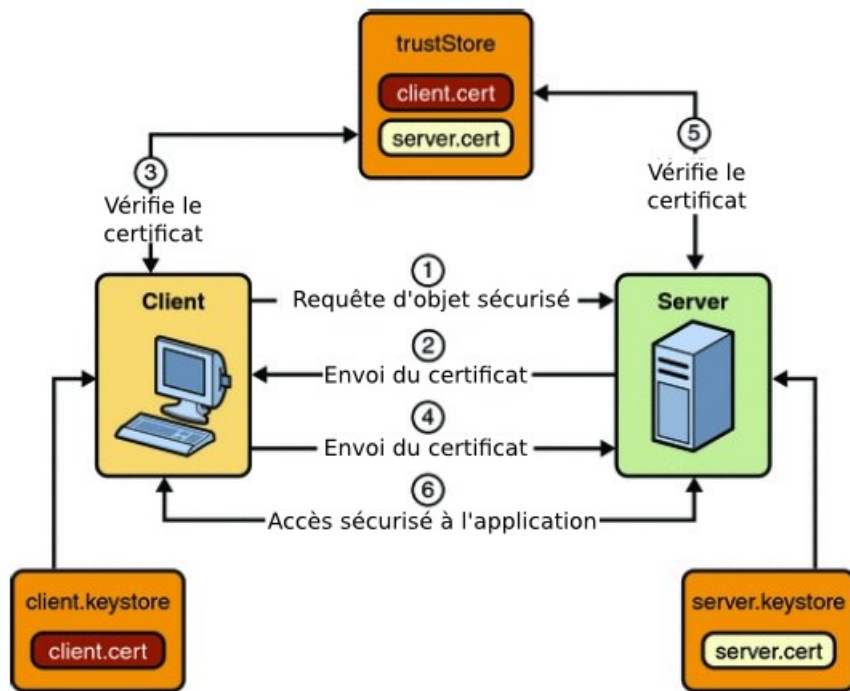 trustStore
client.cert
server.cert
3
Vérifie le
certificat
5
Vérifie le
certificat
Client
1
Requête d'objet sécurisé
Server
2
Envoi du certificat
4
Envoi du certificat
6
Accès sécurisé à l'application
client.keystore
client.cert
server.keystore
server.cert